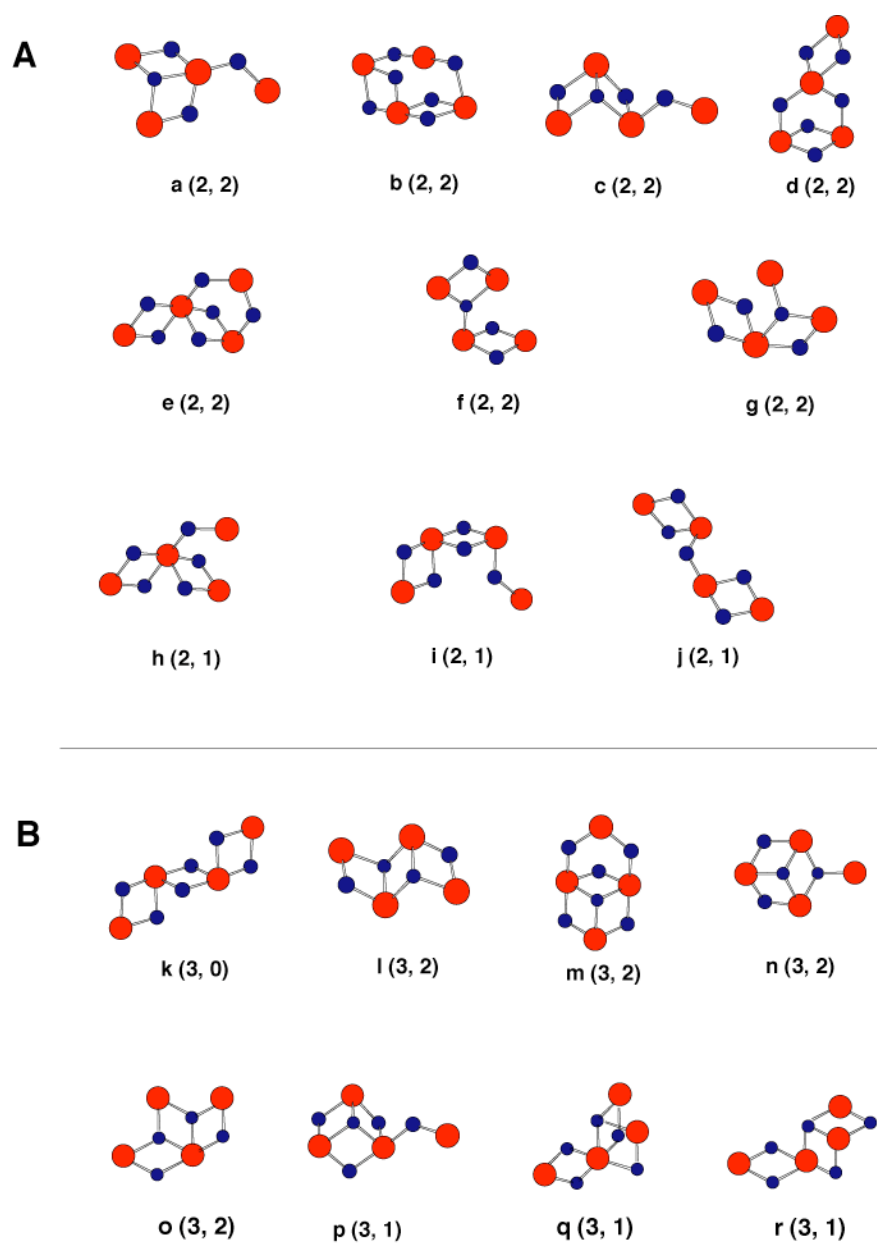 A
a (2, 2)
b (2, 2)
c (2, 2)
d (2, 2)
e (2, 2)
f (2, 2)
g (2, 2)
h (2, 1)
i (2, 1)
j (2, 1)
B
k (3, 0)
l (3, 2)
m (3, 2)
n (3, 2)
o (3, 2)
p (3, 1)
q (3, 1)
r (3, 1)